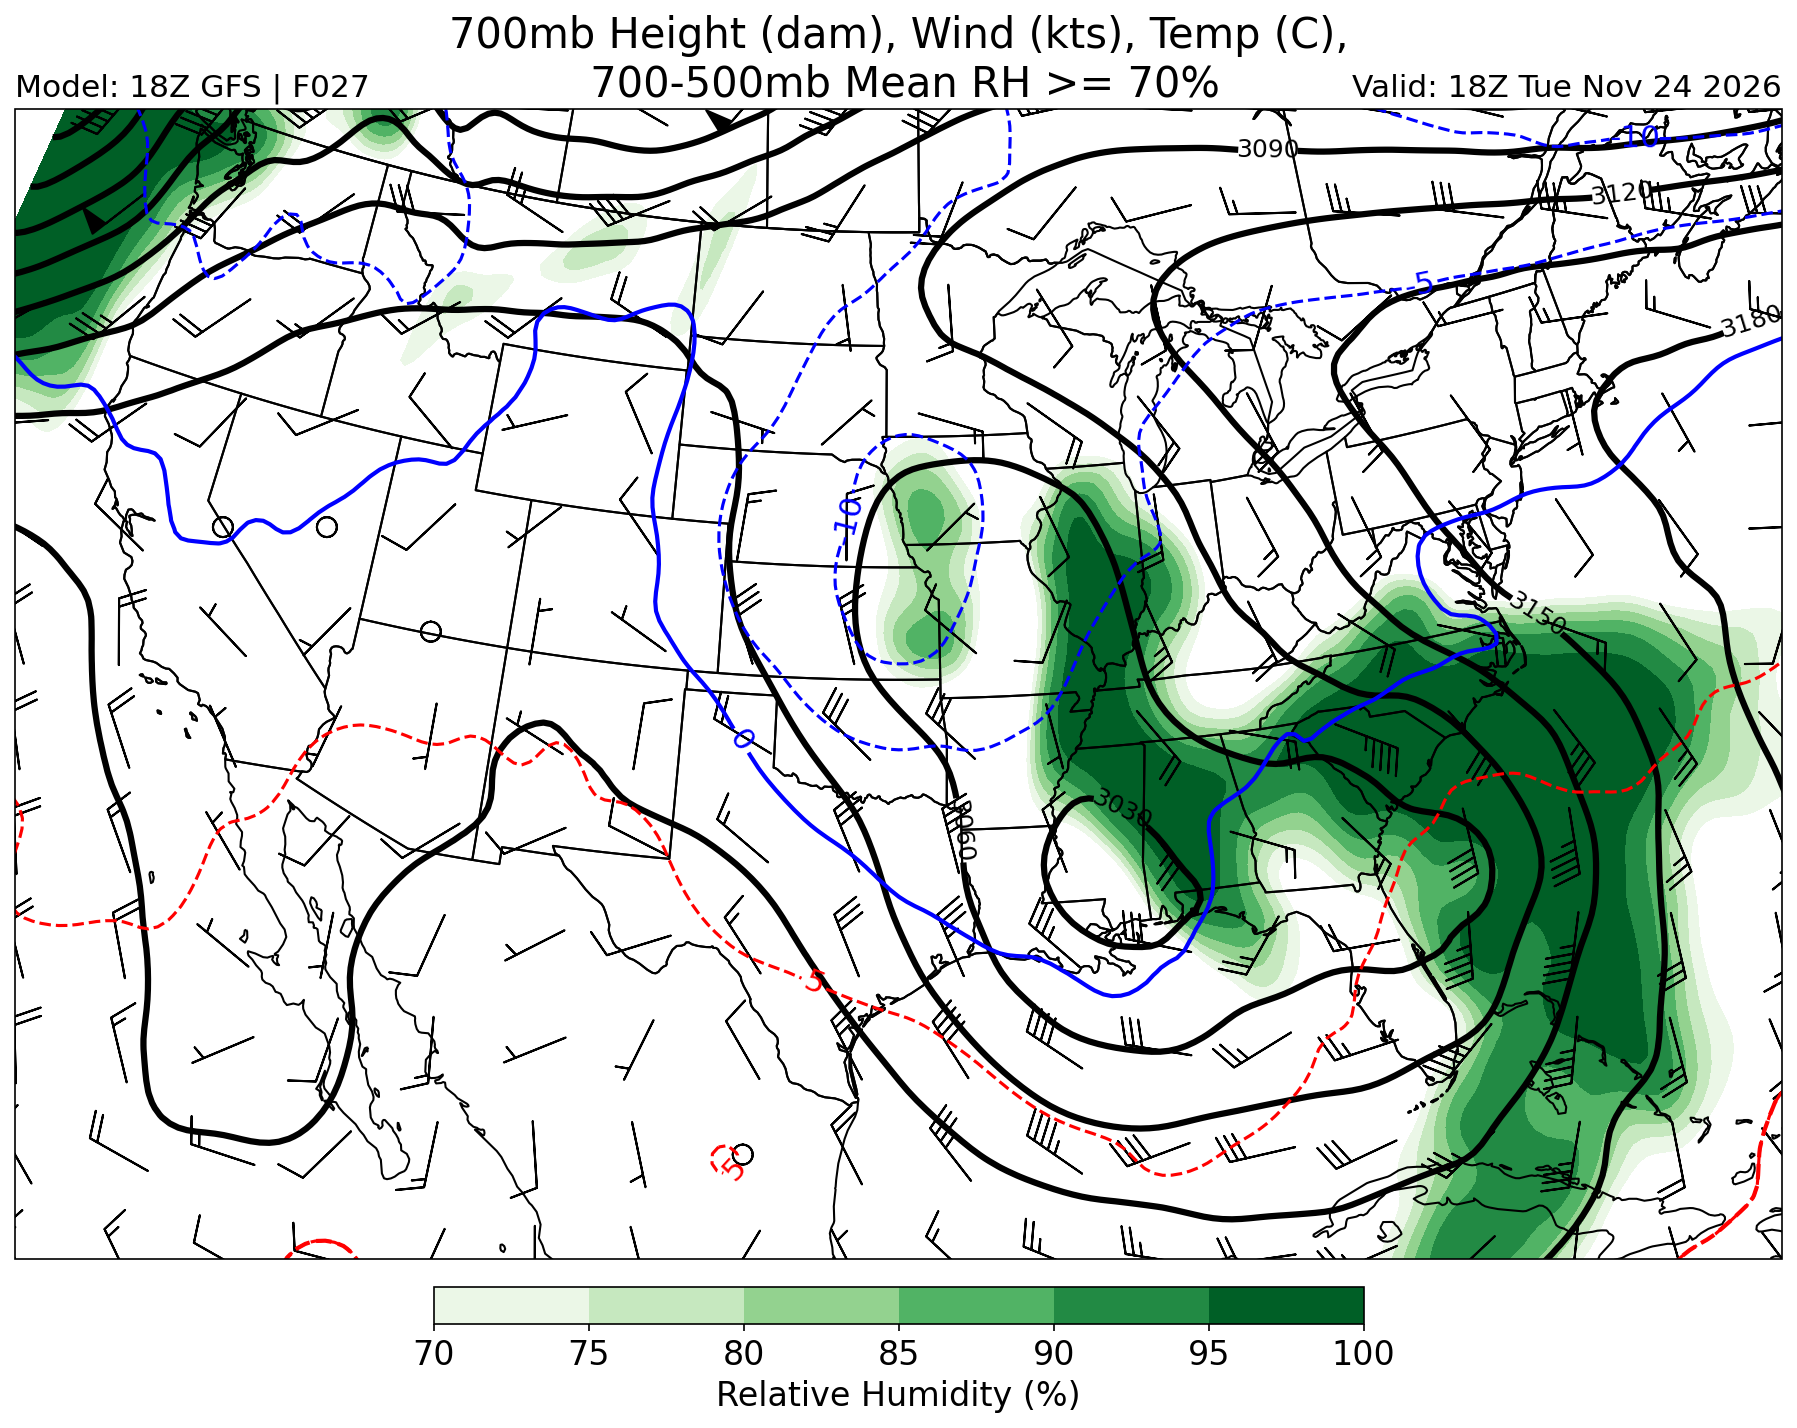 700mb Height (dam), Wind (kts), Temp (C),
700-500mb Mean RH >= 70%
Model: 18Z GFS | F027
Valid: 18Z Tue Nov 24 2026
-10
3090
3120
-5
3180
-10
3150
0
3030
3060
5
5
70 75 80 85 90 95 100
Relative Humidity (%)